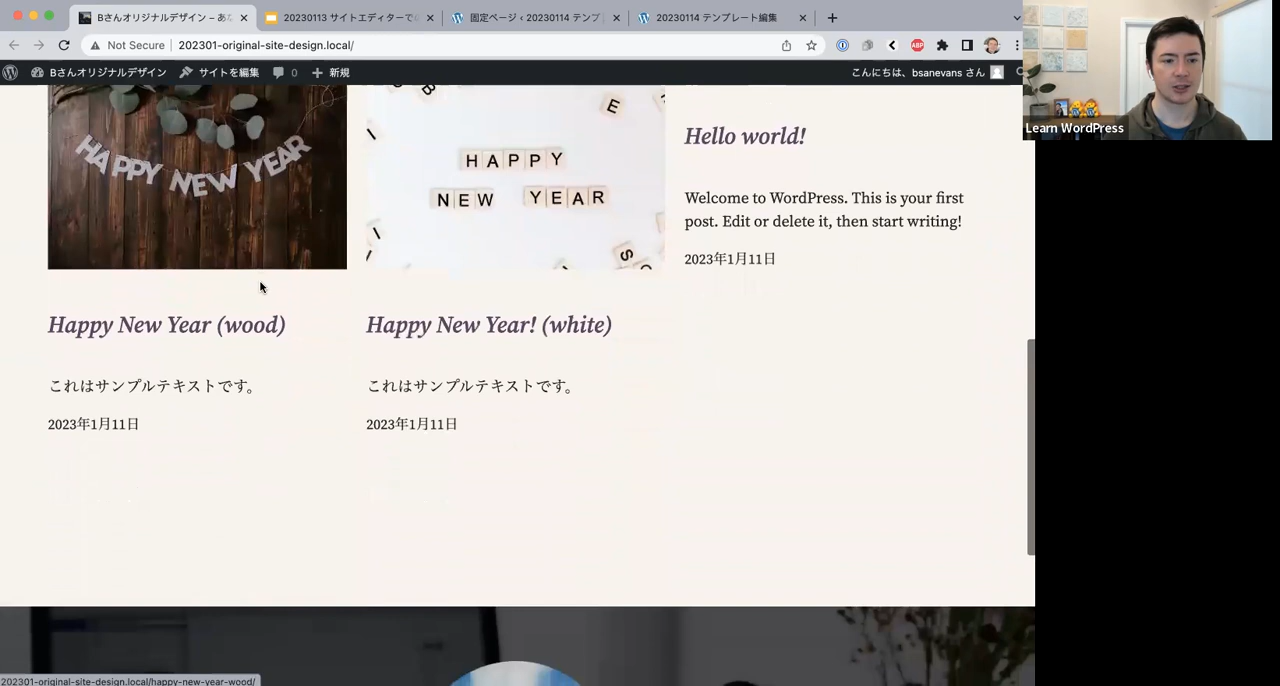 Bさんオリジナルデザイン – あな
20230113 サイトエディターで
固定ページ ‹ 20230114 テンプ
20230114 テンプレート編集
Not Secure
202301-original-site-design.local/
ABP
Bさんオリジナルデザイン
サイトを編集
0
新規
こんにちは、bsanevans さん
Learn WordPress
HAPPY NEW YEAR
B
E
I
HAPPY
NEW YEAR
I
S
Hello world!
Welcome to WordPress. This is your first
post. Edit or delete it, then start writing!
2023年1月11日
Happy New Year (wood)
Happy New Year! (white)
これはサンプルテキストです。
これはサンプルテキストです。
2023年1月11日
2023年1月11日
202301-original-site-design.local/happy-new-year-wood/